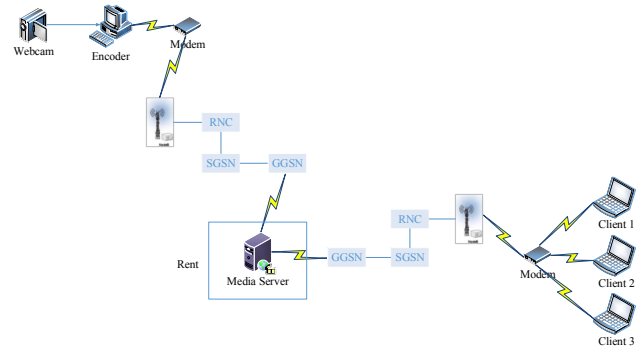 Webcam
Encoder
Modem
RNC
SGSN
GGSN
Rent
Media Server
GGSN
SGSN
RNC
Modem
Client 1
Client 2
Client 3